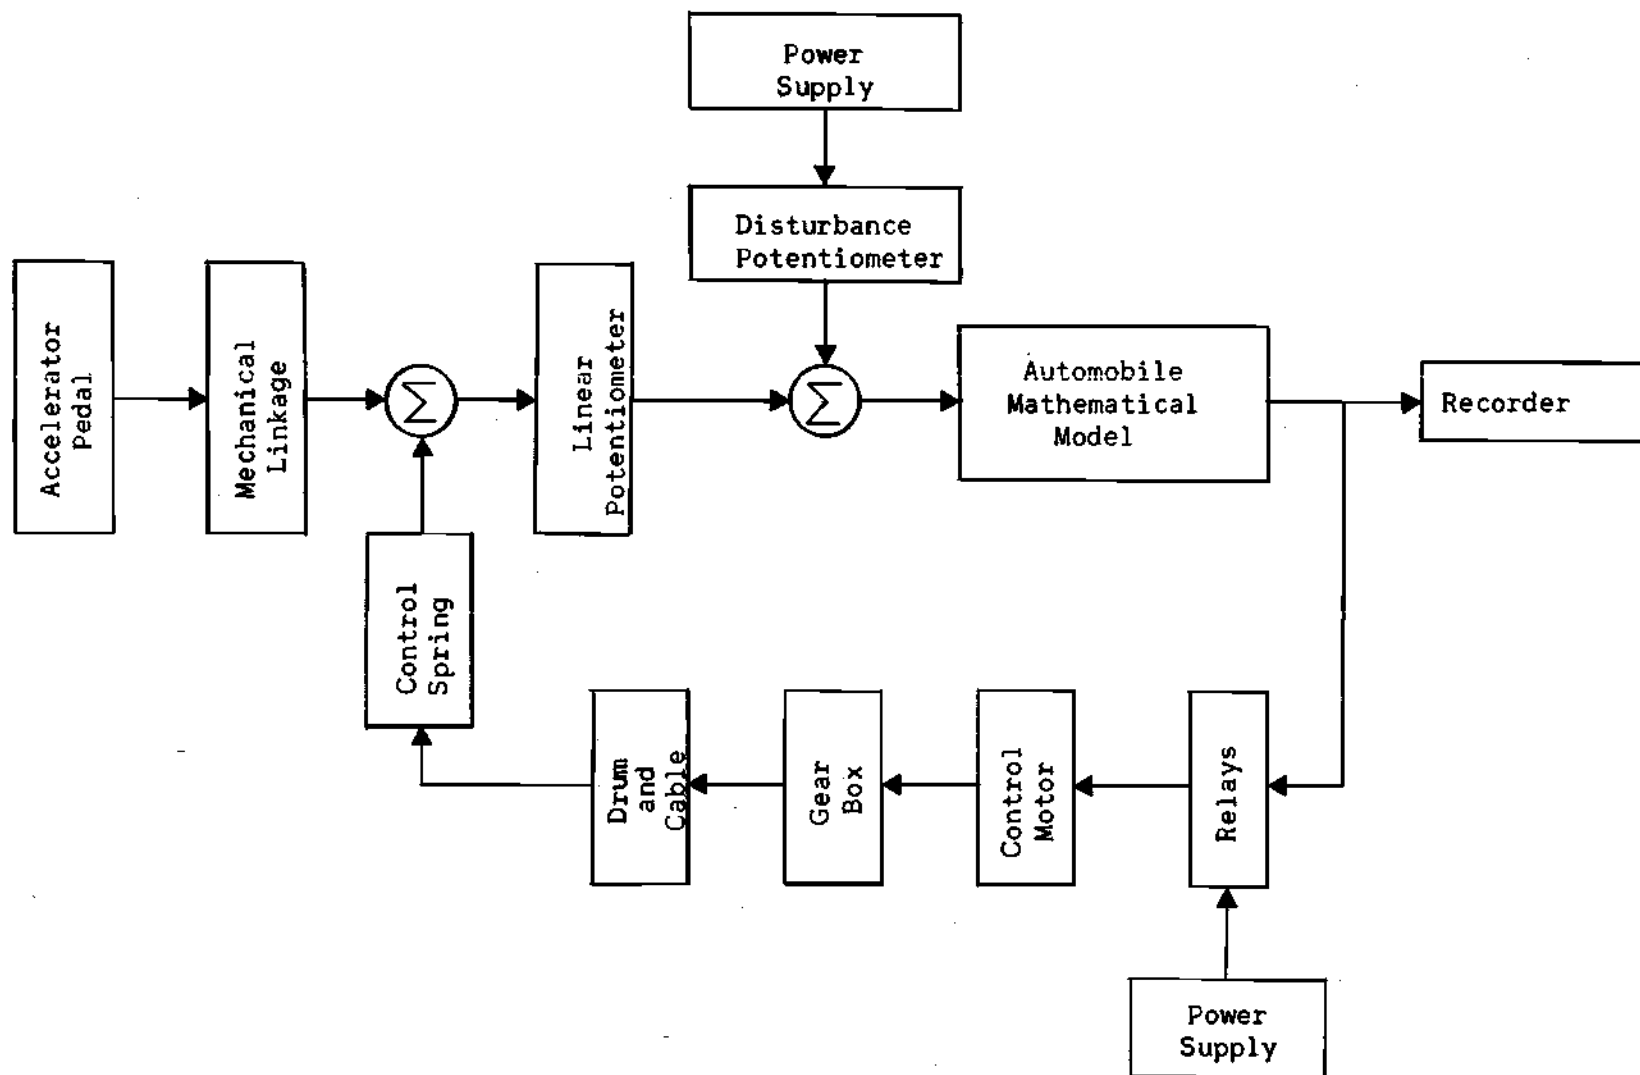 Power
Supply
Disturbance
Potentiometer
Accelerator
Pedal
Mechanical
Linkage
Σ
Linear
Potentiometer
Σ
Automobile
Mathematical
Model
Recorder
Control
Spring
Drum
and
Cable
Gear
Box
Control
Motor
Relays
Power
Supply